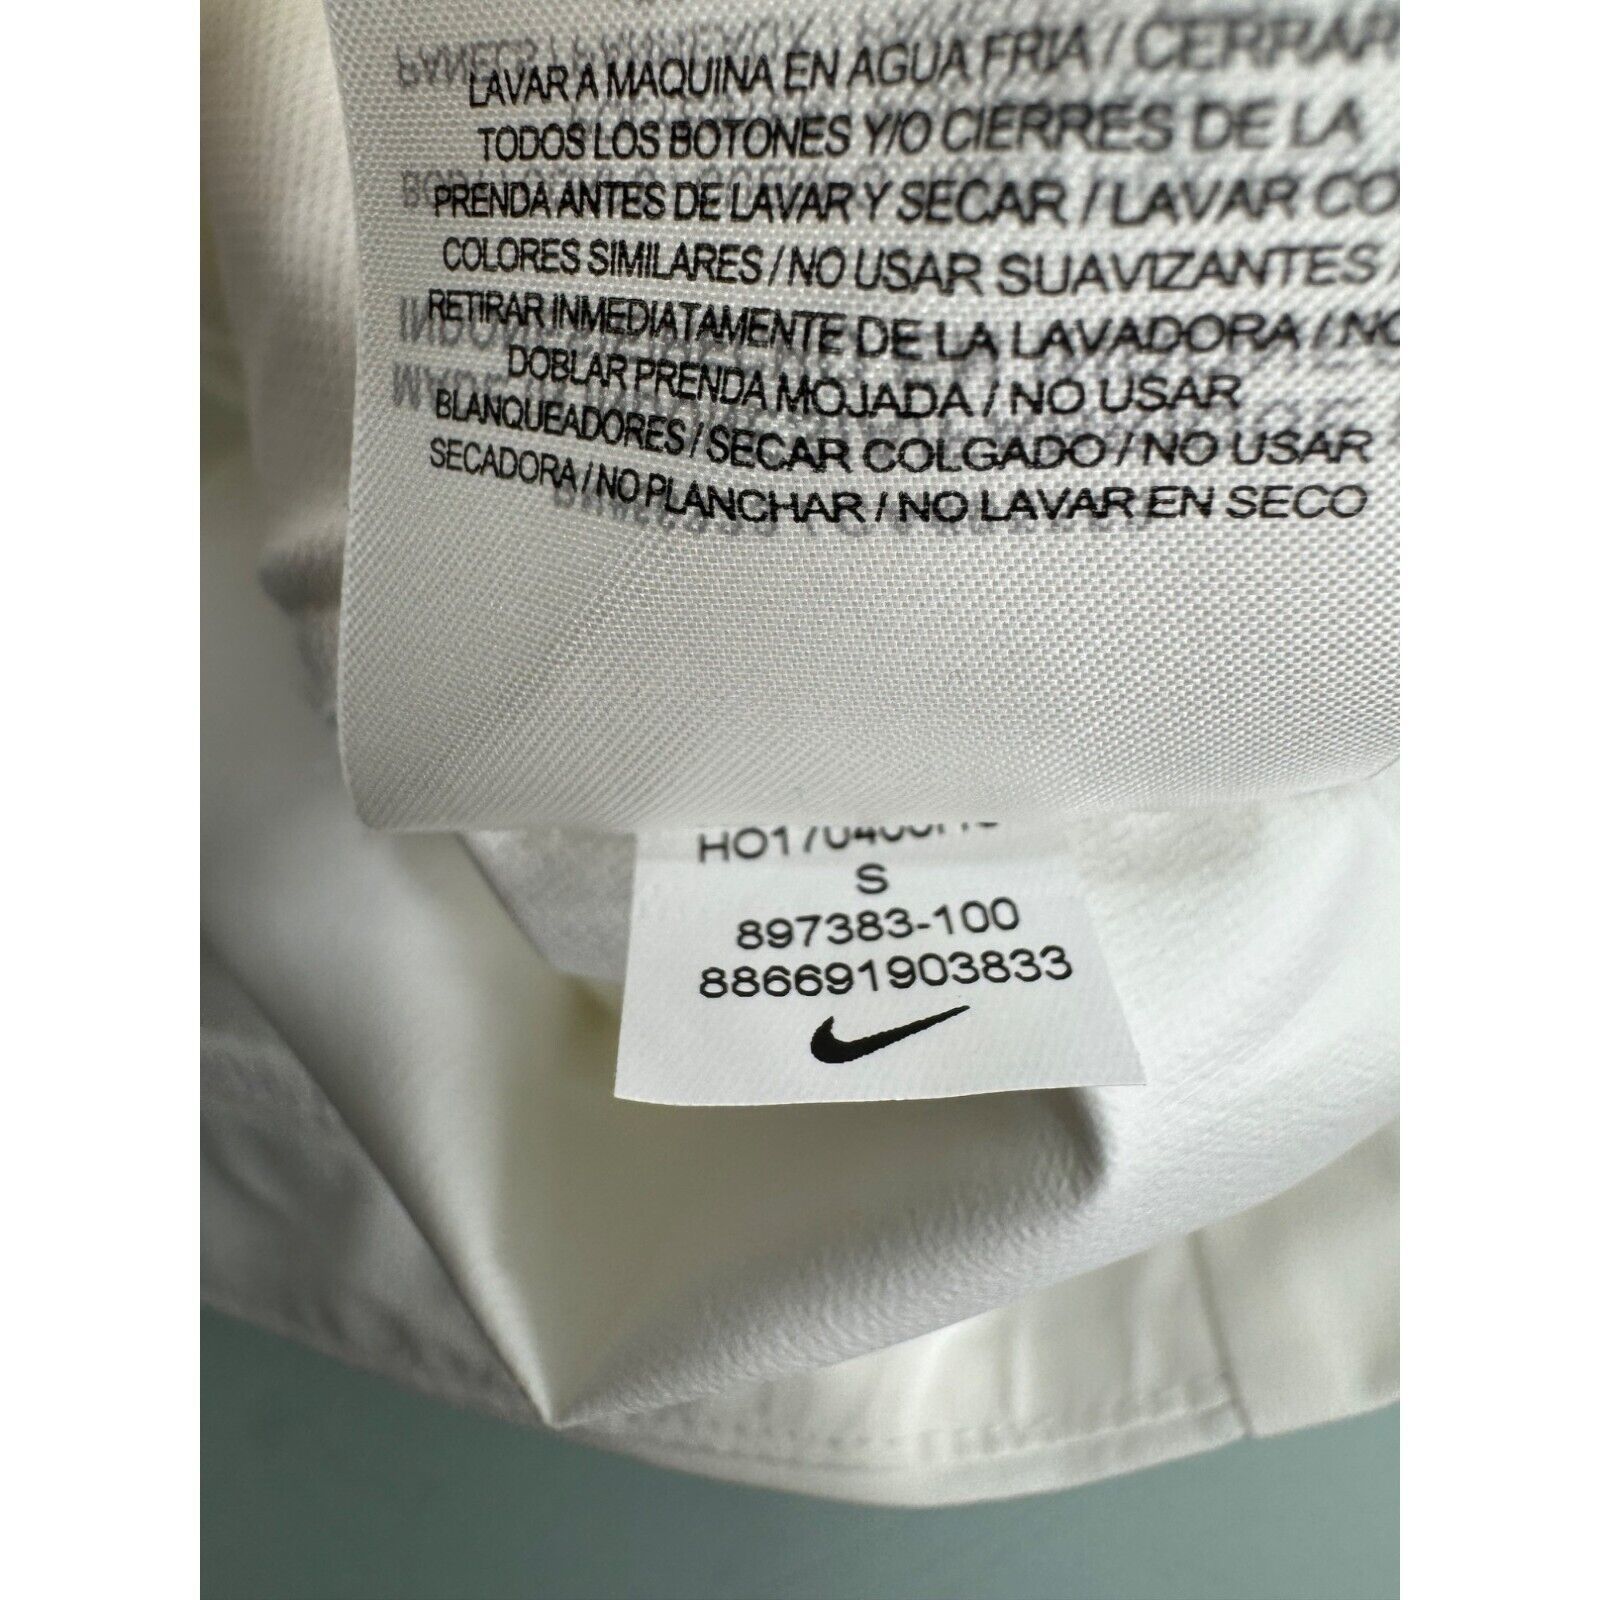 LAVAR A MAQUINA EN AGUA FRIA / CERRAR
TODOS LOS BOTONES Y/O CIERRES DE LA
PRENDA ANTES DE LAVAR Y SECAR / LAVAR CO
COLORES SIMILARES / NO USAR SUAVIZANTES /
RETIRAR INMEDIATAMENTE DE LA LAVADORA / NO
DOBLAR PRENDA MOJADA / NO USAR
BLANQUEADORES / SECAR COLGADO / NO USAR
SECADORA / NO PLANCHAR / NO LAVAR EN SECO
S
897383-100
886691903833